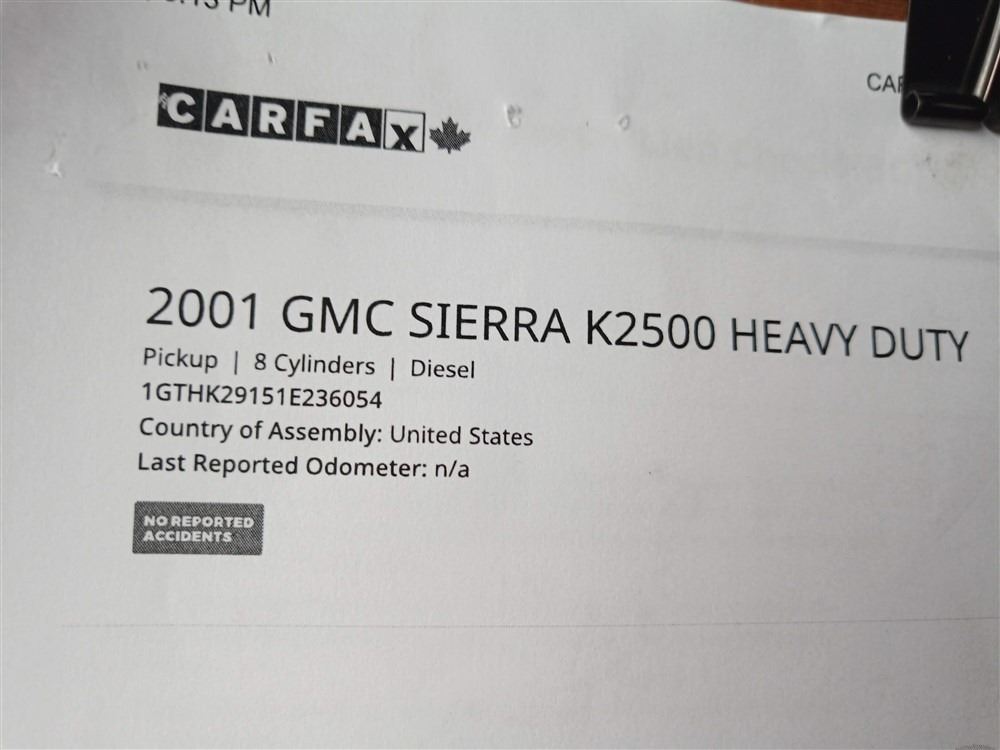 PM
CARFAX
2001 GMC SIERRA K2500 HEAVY DUTY
Pickup | 8 Cylinders | Diesel
1GTHK29151E236054
Country of Assembly: United States
Last Reported Odometer: n/a
NO REPORTED
ACCIDENTS